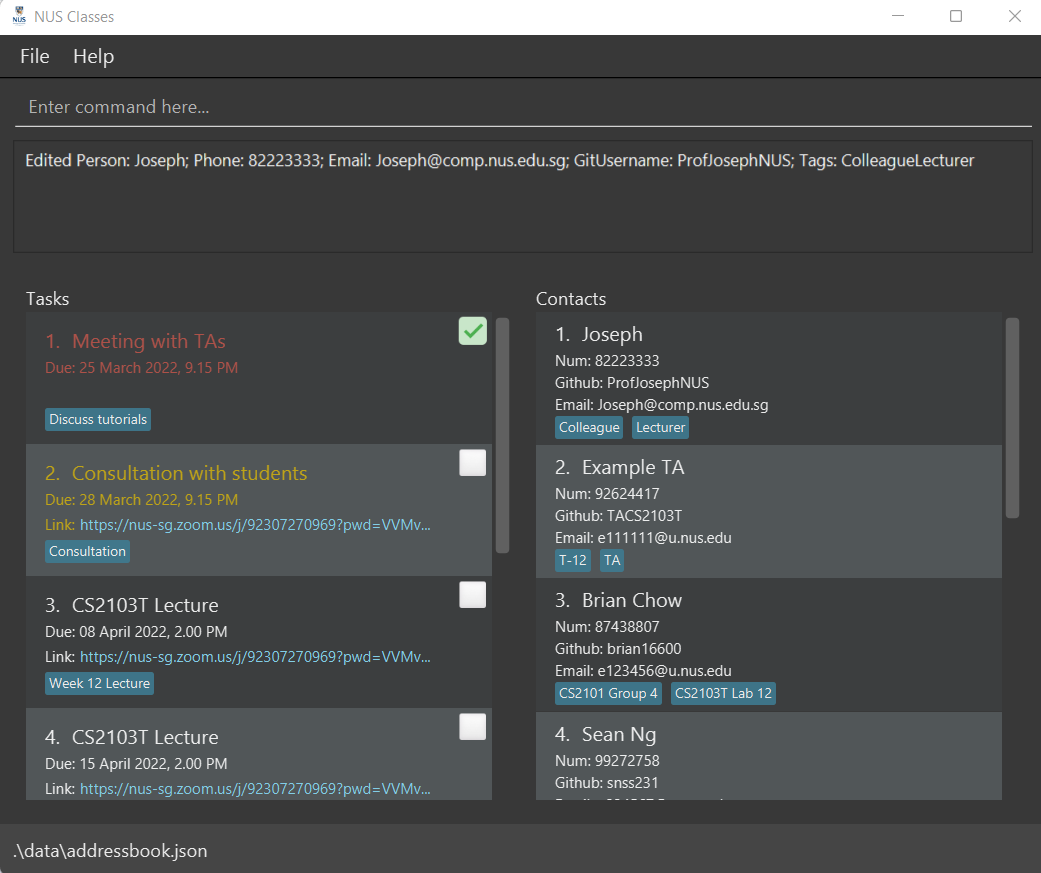 NUS Classes
File Help
Enter command here...
Edited Person: Joseph; Phone: 82223333; Email: Joseph@comp.nus.edu.sg; GitUsername: ProfJosephNUS; Tags: ColleagueLecturer
Tasks
1. Meeting with TAs
Due: 25 March 2022, 9.15 PM
Discuss tutorials
2. Consultation with students
Due: 28 March 2022, 9.15 PM
Link: https://nus-sg.zoom.us/j/92307270969?pwd=VVMv...
Consultation
3. CS2103T Lecture
Due: 08 April 2022, 2.00 PM
Link: https://nus-sg.zoom.us/j/92307270969?pwd=VVMv...
Week 12 Lecture
4. CS2103T Lecture
Due: 15 April 2022, 2.00 PM
Link: https://nus-sg.zoom.us/j/92307270969?pwd=VVMv...
Contacts
1. Joseph
Num: 82223333
Github: ProfJosephNUS
Email: Joseph@comp.nus.edu.sg
Colleague Lecturer
2. Example TA
Num: 92624417
Github: TACS2103T
Email: e111111@u.nus.edu
T-12 TA
3. Brian Chow
Num: 87438807
Github: brian16600
Email: e123456@u.nus.edu
CS2101 Group 4 CS2103T Lab 12
4. Sean Ng
Num: 99272758
Github: snss231
.\data\addressbook.json